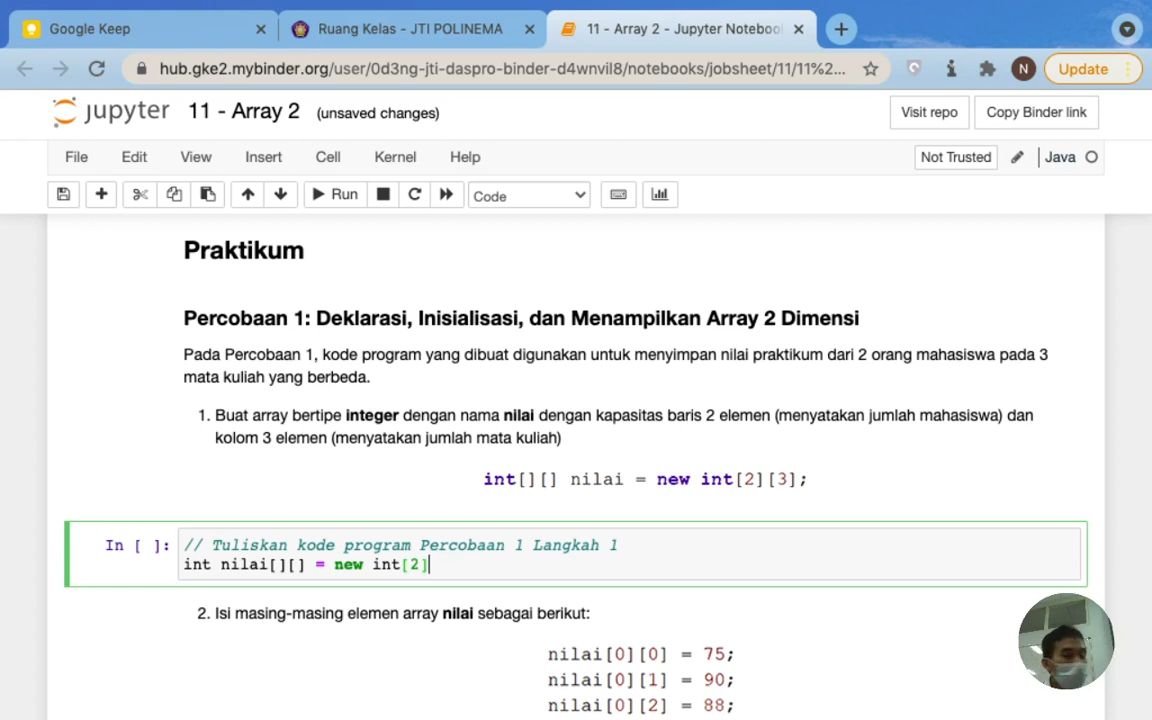 Google Keep
Ruang Kelas - JTI POLINEMA
11 - Array 2 - Jupyter Noteboo
hub.gke2.mybinder.org/user/0d3ng-jti-daspro-binder-d4wnvil8/notebooks/jobsheet/11/11%2...
N
Update
jupyter
11 - Array 2
(unsaved changes)
Visit repo
Copy Binder link
File Edit View Insert Cell Kernel Help
Not Trusted
Java
Run
Code
Praktikum
Percobaan 1: Deklarasi, Inisialisasi, dan Menampilkan Array 2 Dimensi
Pada Percobaan 1, kode program yang dibuat digunakan untuk menyimpan nilai praktikum dari 2 orang mahasiswa pada 3
mata kuliah yang berbeda.
1. Buat array bertipe integer dengan nama nilai dengan kapasitas baris 2 elemen (menyatakan jumlah mahasiswa) dan
kolom 3 elemen (menyatakan jumlah mata kuliah)
int[][] nilai = new int[2][3];
In [ ]:
// Tuliskan kode program Percobaan 1 Langkah 1
int nilai[][] = new int[2]
2. Isi masing-masing elemen array nilai sebagai berikut:
nilai[0][0] = 75;
nilai[0][1] = 90;
nilai[0][2] = 88;